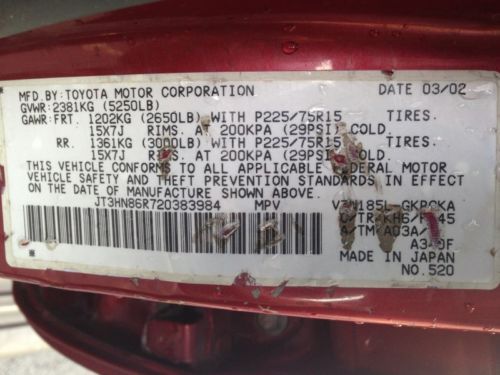 MFD. BY: TOYOTA MOTOR CORPORATION DATE 03/02
GVWR: 2381KG (5250LB)
GAWR: FRT. 1202KG (2650LB) WITH P225/75R15 TIRES.
15X7J RIMS. AT 200KPA (29PSI) COLD.
RR. 1361KG (3000LB) WITH P225/75R15 TIRES.
15X7J RIMS. AT 200KPA (29PSI) COLD.
THIS VEHICLE CONFORMS TO ALL APPLICABLE FEDERAL MOTOR
VEHICLE SAFETY AND THEFT PREVENTION STANDARDS IN EFFECT
ON THE DATE OF MANUFACTURE SHOWN ABOVE.
JT3HN86R720383984 MPV
MADE IN JAPAN
NO. 520